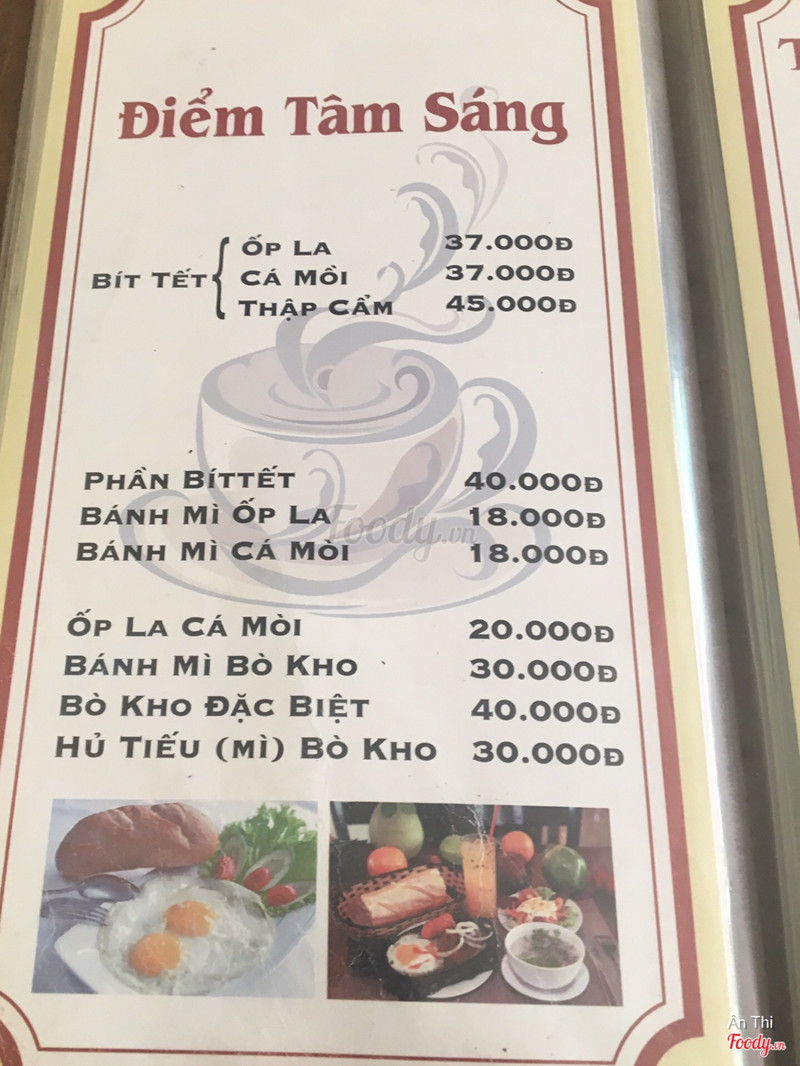 Điểm Tâm Sáng
BÍT TẾT { ỐP LA 37.000Đ
CÁ MỒI 37.000Đ
THẬP CẨM 45.000Đ
PHẦN BÍTTẾT 40.000Đ
BÁNH MÌ ỐP LA 18.000Đ
BÁNH MÌ CÁ MÒI 18.000Đ
ỐP LA CÁ MÒI 20.000Đ
BÁNH MÌ BÒ KHO 30.000Đ
BÒ KHO ĐẶC BIỆT 40.000Đ
HỦ TIẾU (MÌ) BÒ KHO 30.000Đ
Foody.vn
T
Ân Thi
Foody.vn